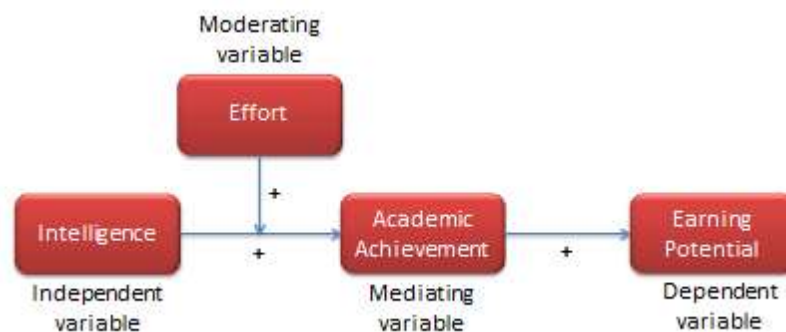 Moderating
variable
Effort
+
Intelligence
+
Academic
Achievement
+
Earning
Potential
Independent
variable
Mediating
variable
Dependent
variable